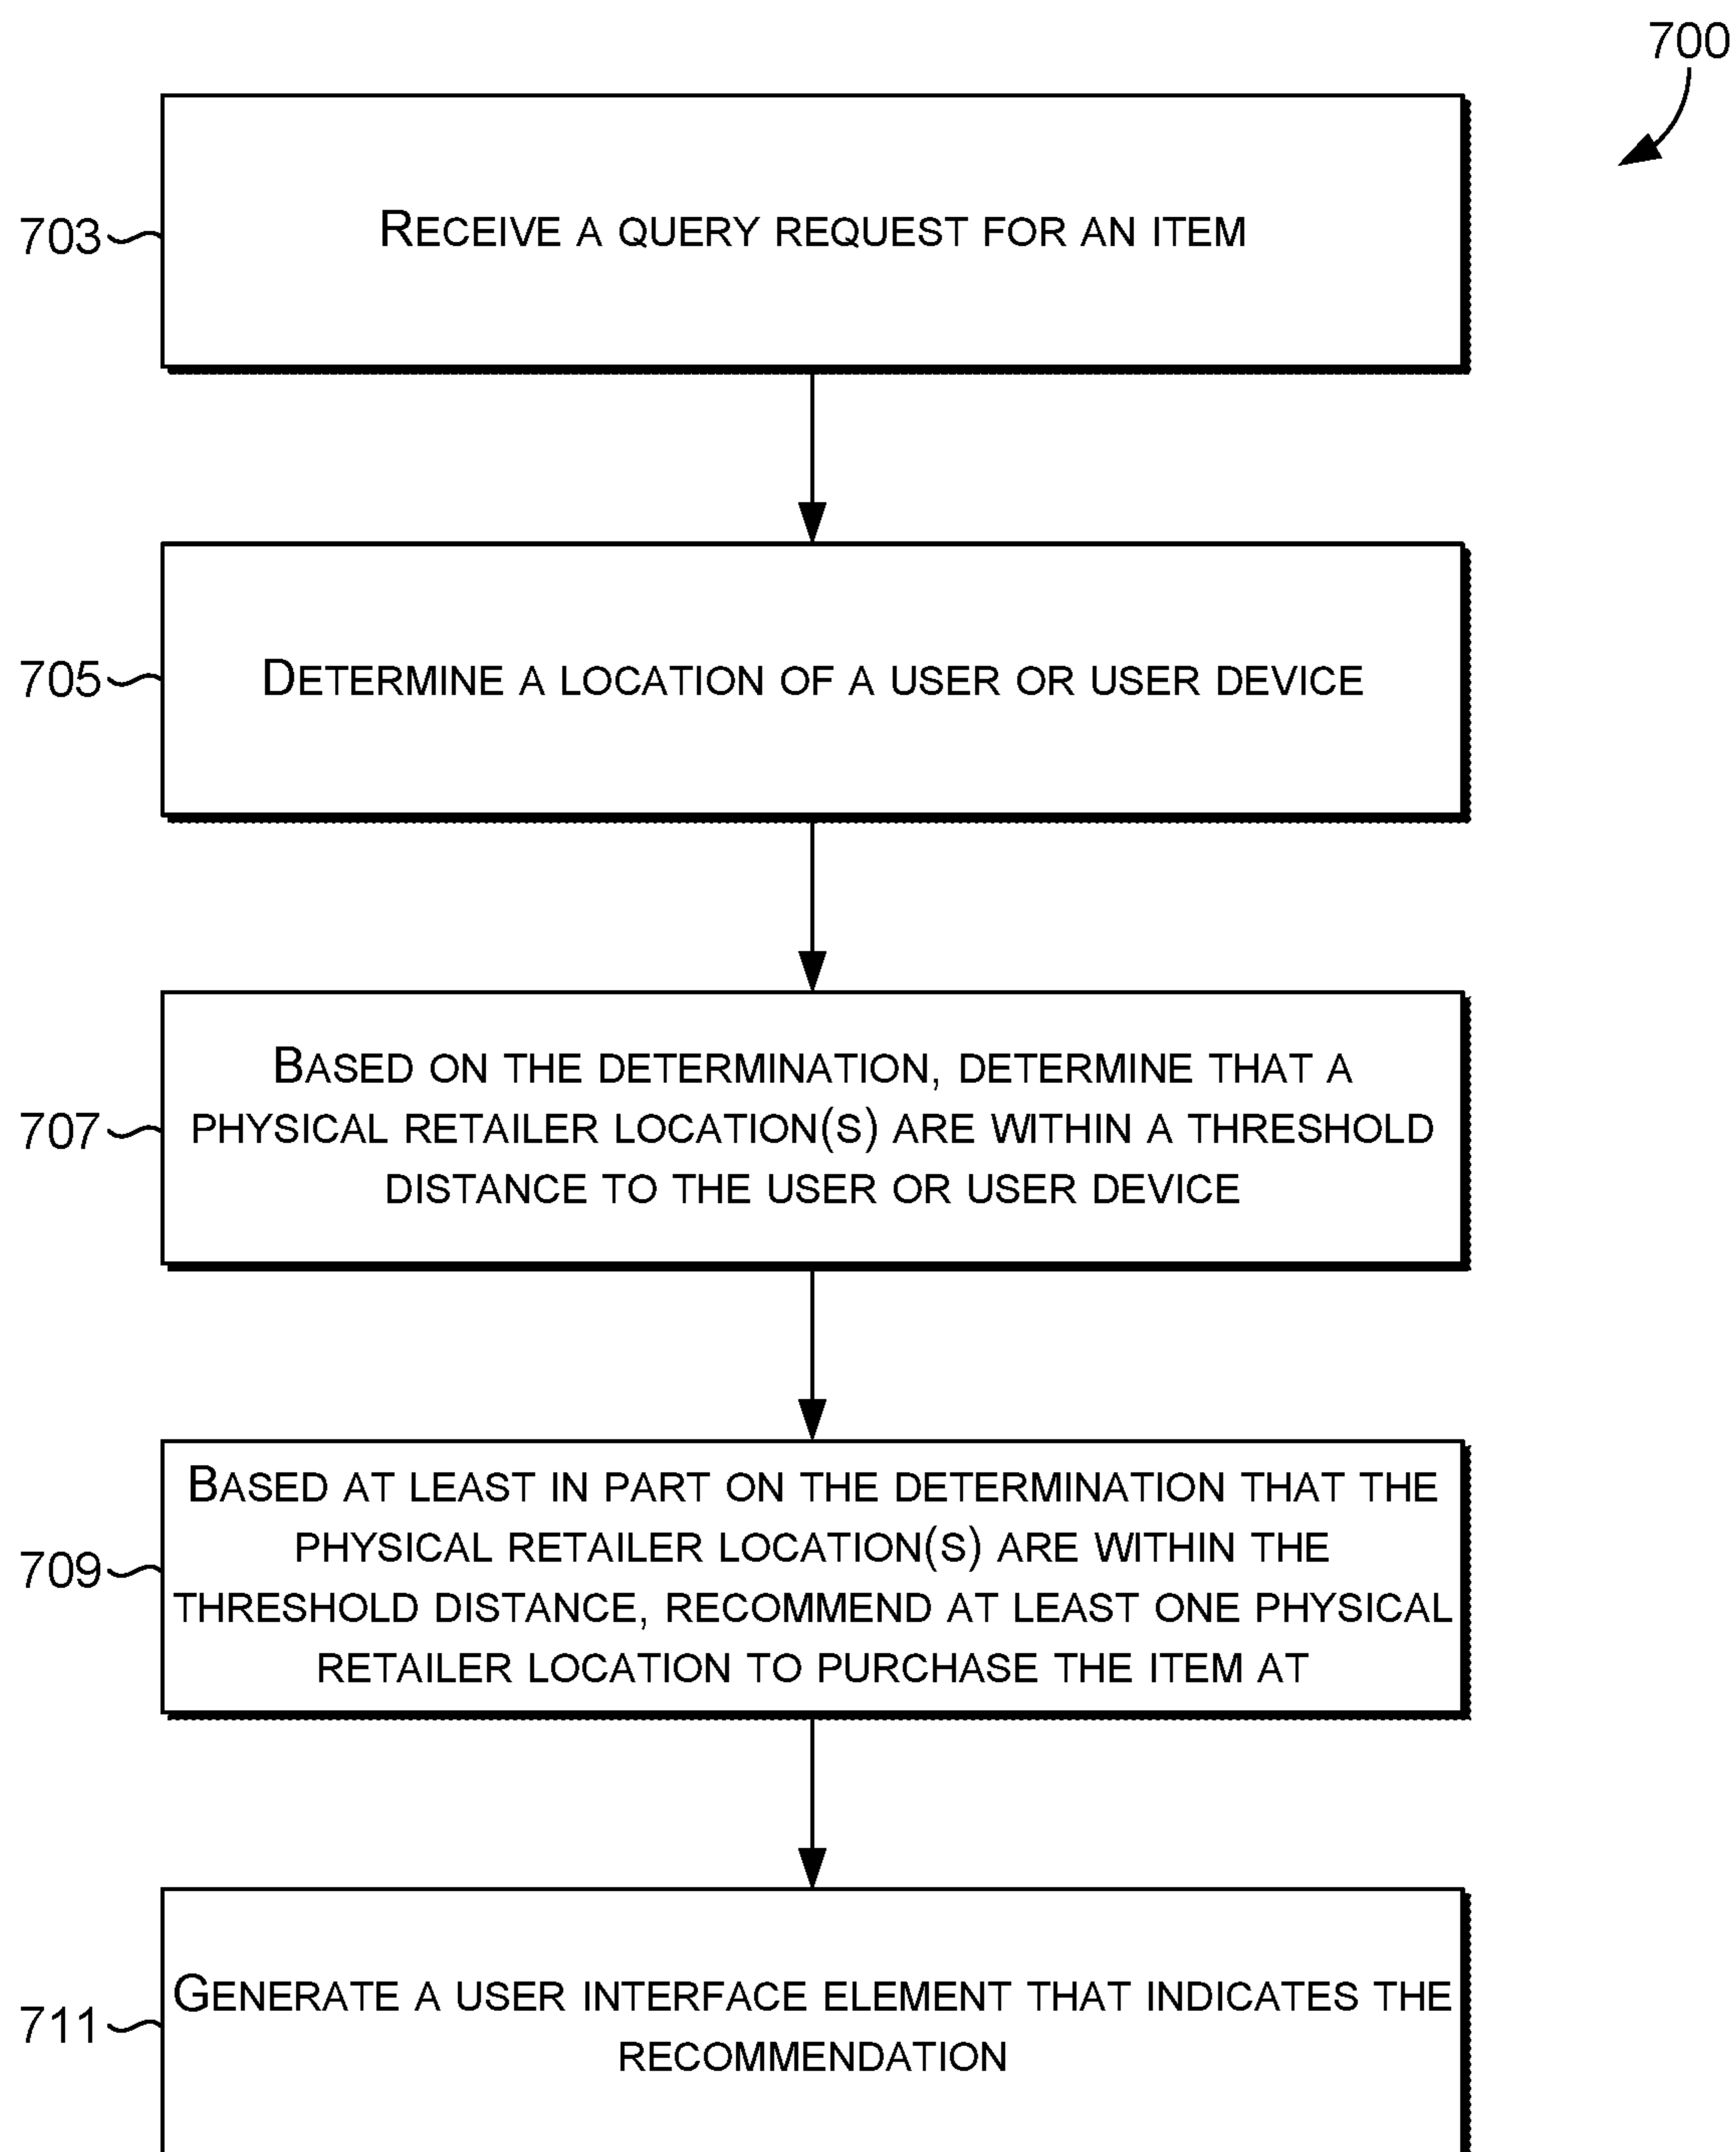 700
703
RECEIVE A QUERY REQUEST FOR AN ITEM
705
DETERMINE A LOCATION OF A USER OR USER DEVICE
707
BASED ON THE DETERMINATION, DETERMINE THAT A
PHYSICAL RETAILER LOCATION(S) ARE WITHIN A THRESHOLD
DISTANCE TO THE USER OR USER DEVICE
709
BASED AT LEAST IN PART ON THE DETERMINATION THAT THE
PHYSICAL RETAILER LOCATION(S) ARE WITHIN THE
THRESHOLD DISTANCE, RECOMMEND AT LEAST ONE PHYSICAL
RETAILER LOCATION TO PURCHASE THE ITEM AT
711
GENERATE A USER INTERFACE ELEMENT THAT INDICATES THE
RECOMMENDATION